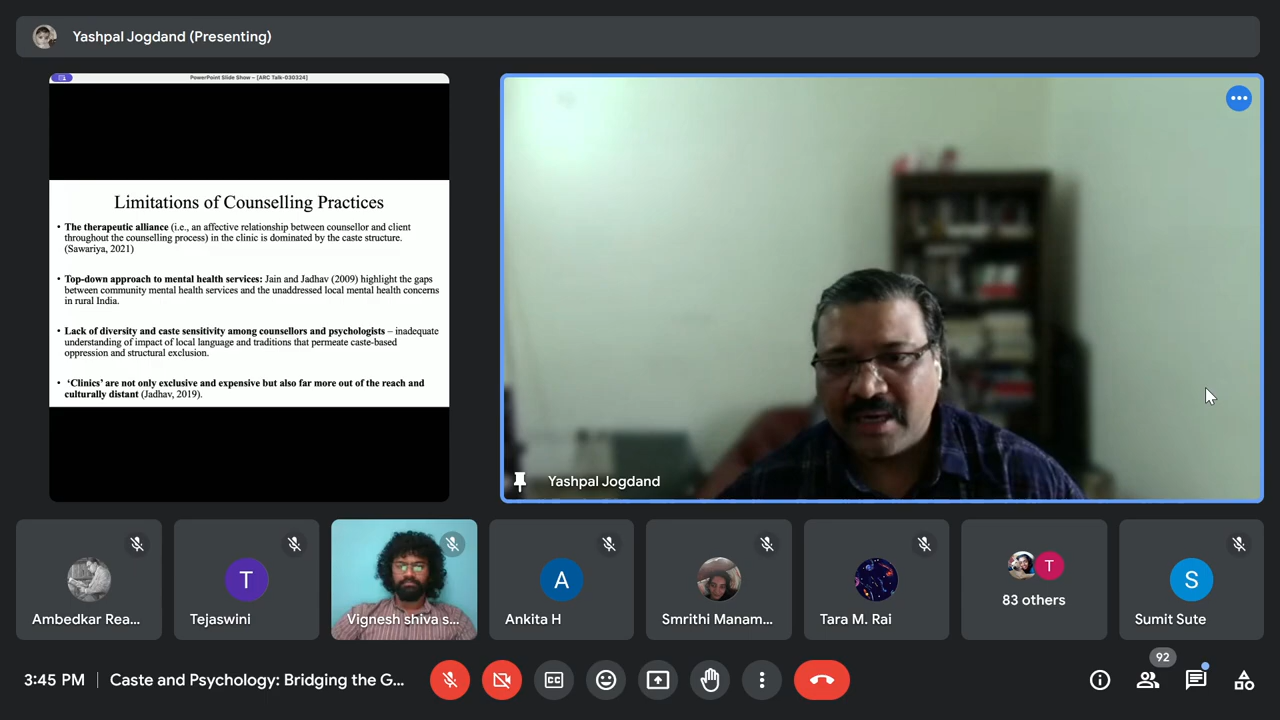 Yashpal Jogdand (Presenting)
PowerPoint Slide Show – [ARC Talk-030324]
Limitations of Counselling Practices
• The therapeutic alliance (i.e., an affective relationship between counsellor and client
throughout the counselling process) in the clinic is dominated by the caste structure.
(Sawariya, 2021)
• Top-down approach to mental health services: Jain and Jadhav (2009) highlight the gaps
between community mental health services and the unaddressed local mental health concerns
in rural India.
• Lack of diversity and caste sensitivity among counsellors and psychologists – inadequate
understanding of impact of local language and traditions that permeate caste-based
oppression and structural exclusion.
• ‘Clinics’ are not only exclusive and expensive but also far more out of the reach and
culturally distant (Jadhav, 2019).
Yashpal Jogdand
T
A
T
S
83 others
Ambedkar Rea...
Tejaswini
Vignesh shiva s...
Ankita H
Smrithi Manam...
Tara M. Rai
Sumit Sute
92
3:45 PM | Caste and Psychology: Bridging the G...
CC